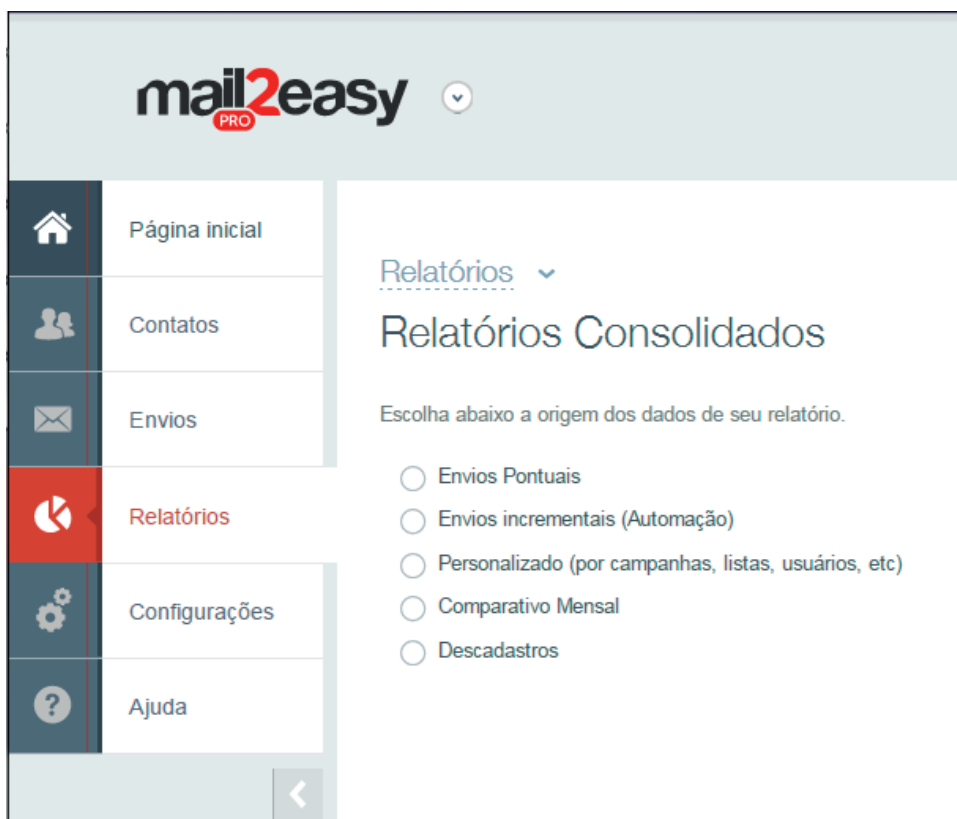 mail2easy
PRO
Página inicial
Contatos
Envios
Relatórios
Configurações
Ajuda
Relatórios
Relatórios Consolidados
Escolha abaixo a origem dos dados de seu relatório.
Envios Pontuais
Envios incrementais (Automação)
Personalizado (por campanhas, listas, usuários, etc)
Comparativo Mensal
Descadastros